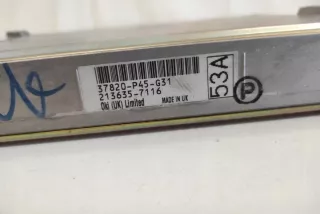 37820-P45-G31
213635-7116
Oki (UK) Limited MADE IN UK
53A
P